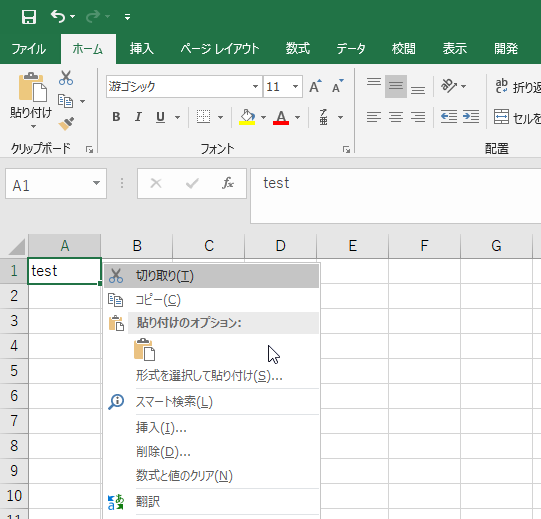 ファイル ホーム 挿入 ページ レイアウト 数式 データ 校閲 表示 開発
貼り付け
游ゴシック 11 A A
B I U A ア亜
ab 折り返
セルを
クリップボード フォント 配置
A1 fx test
A B C D E F G
1 test
2
3
4
5
6
7
8
9
10
切り取り(T)
コピー(C)
貼り付けのオプション:
形式を選択して貼り付け(S)...
スマート検索(L)
挿入(I)...
削除(D)...
数式と値のクリア(N)
翻訳